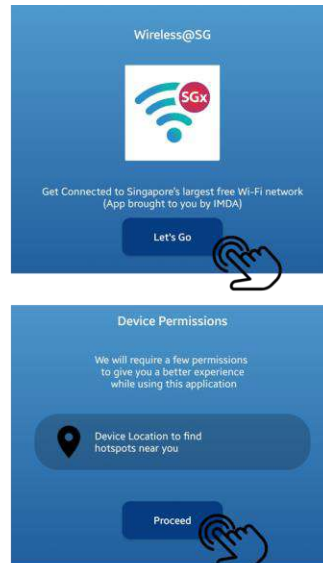 Wireless@SG
SGx
Get Connected to Singapore's largest free Wi-Fi network
(App brought to you by IMDA)
Let's Go
Device Permissions
We will require a few permissions
to give you a better experience
while using this application
Device Location to find
hotspots near you
Proceed